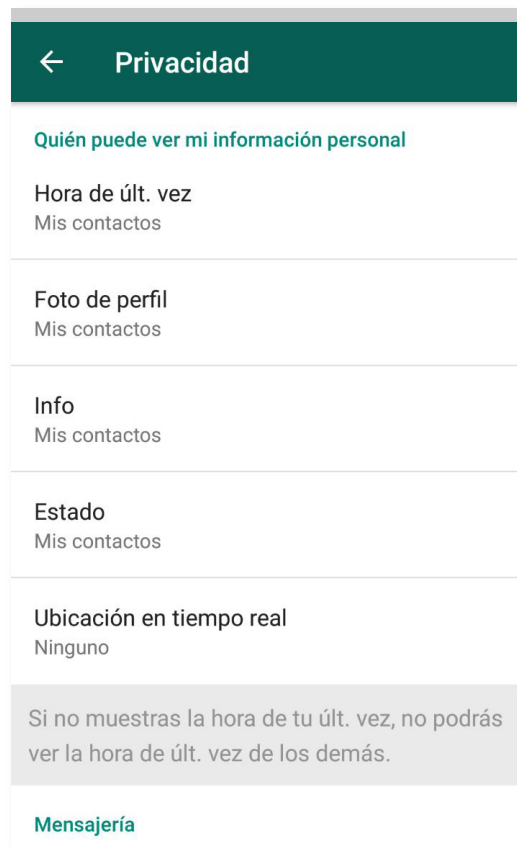 Privacidad
Quién puede ver mi información personal
Hora de últ. vez
Mis contactos
Foto de perfil
Mis contactos
Info
Mis contactos
Estado
Mis contactos
Ubicación en tiempo real
Ninguno
Si no muestras la hora de tu últ. vez, no podrás
ver la hora de últ. vez de los demás.
Mensajería